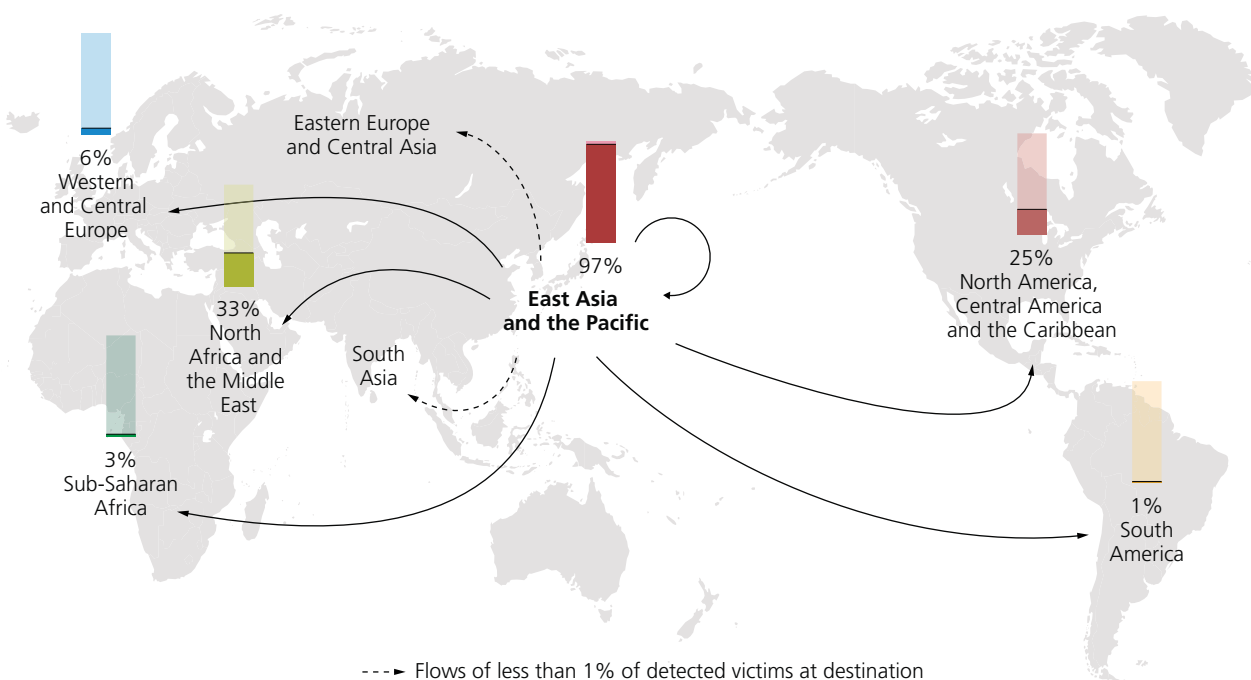 Eastern Europe
and Central Asia
6%
Western
and Central
Europe
33%
North
Africa and
the Middle
East
3%
Sub-Saharan
Africa
South
Asia
97%
East Asia
and the Pacific
25%
North America,
Central America
and the Caribbean
1%
South
America
Flows of less than 1% of detected victims at destination